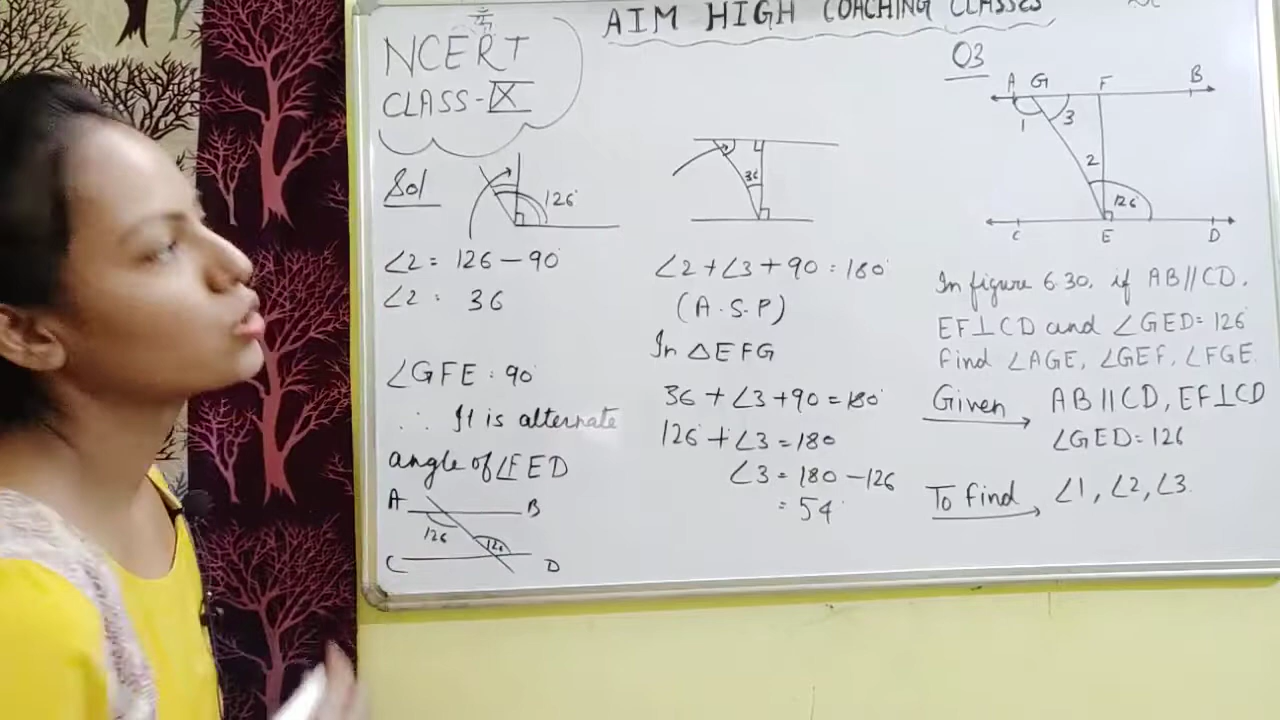 AIM HIGH COACHING CLASSES
NCERT
CLASS-IX
Sol
126°
∠2 = 126 - 90°
∠2 = 36
∠GFE = 90°
∴ It is alternate
angle of ∠FED
A B
126
126
C D
36
∠2+∠3+90 = 180°
(A.S.P)
In △EFG
36+∠3+90 = 180°
126+∠3 = 180
∠3 = 180-126
= 54°
Q3
A G F B
1 3
2
126
C E D
In figure 6.30, if AB//CD,
EF⊥CD and ∠GED = 126
find ∠AGE, ∠GEF, ∠FGE.
Given AB∥CD, EF⊥CD
∠GED = 126
To find ∠1, ∠2, ∠3.